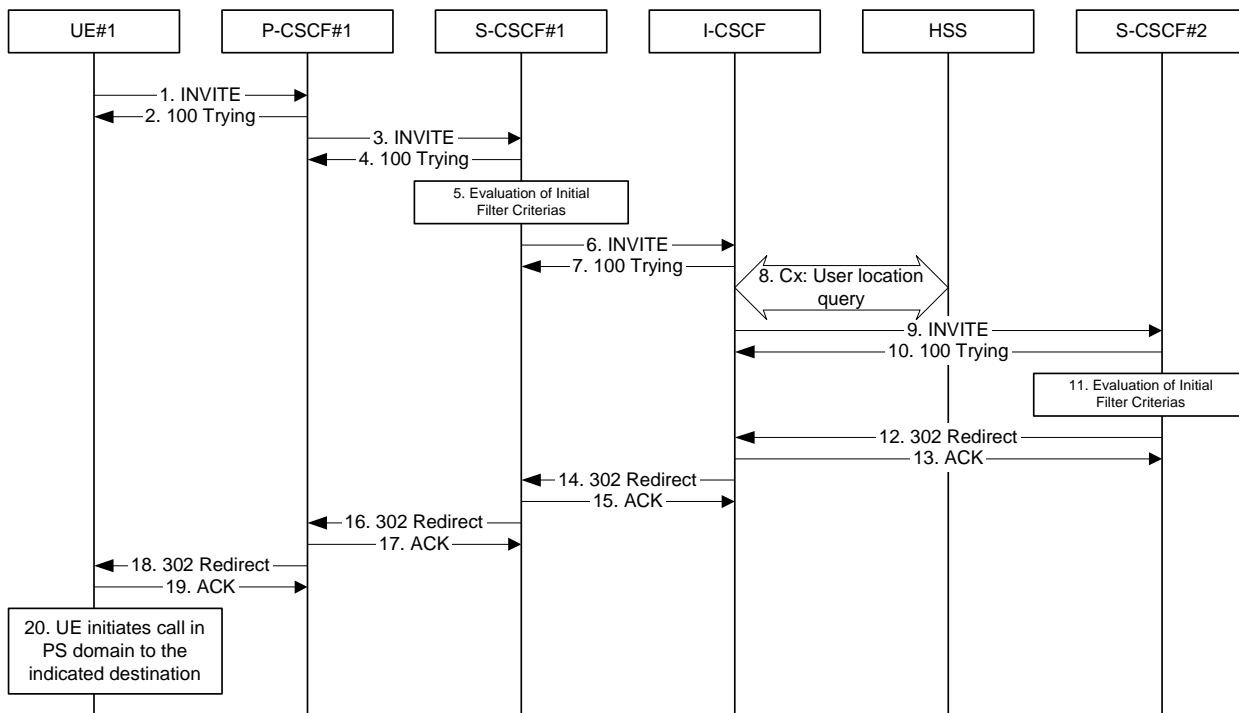 UE#1
P-CSCF#1
S-CSCF#1
I-CSCF
HSS
S-CSCF#2
1. INVITE
2. 100 Trying
3. INVITE
4. 100 Trying
5. Evaluation of Initial
Filter Criterias
6. INVITE
7. 100 Trying
8. Cx: User location
query
9. INVITE
10. 100 Trying
11. Evaluation of Initial
Filter Criterias
12. 302 Redirect
13. ACK
14. 302 Redirect
15. ACK
16. 302 Redirect
17. ACK
18. 302 Redirect
19. ACK
20. UE initiates call in
PS domain to the
indicated destination